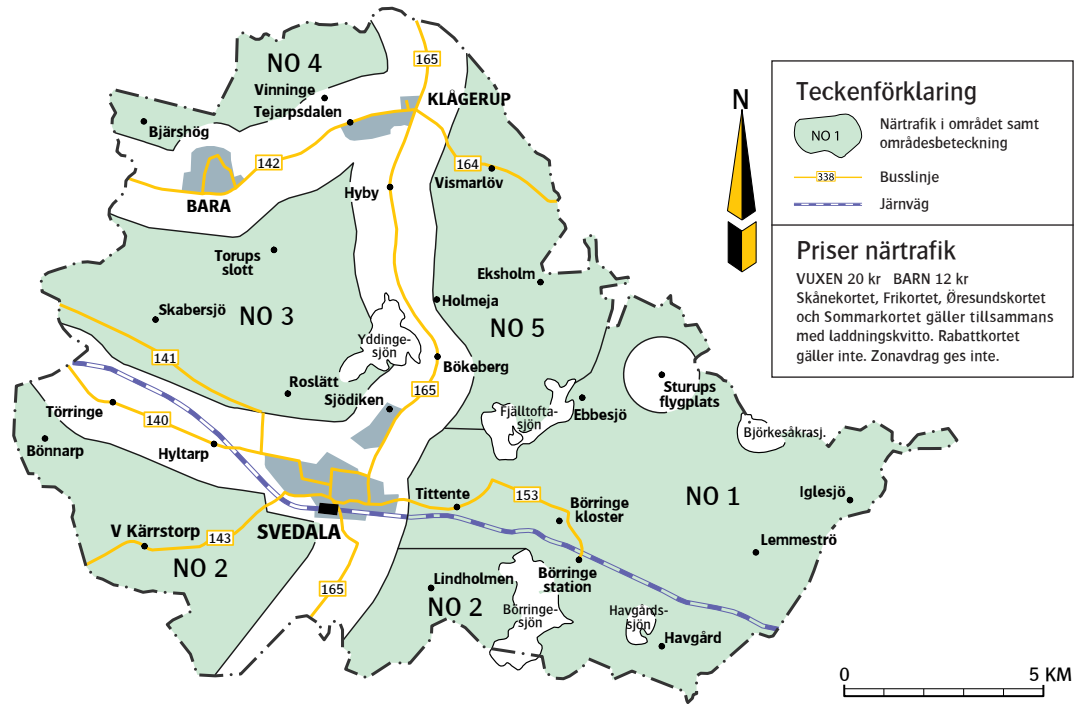 NO 4
Vinninge
Tejarpsdalen
Bjärshög
165
KLÅGERUP
142
164
Vismarlöv
BARA
Hyby
Torups
slott
Eksholm
Holmeja
Skabersjö
NO 3
NO 5
Yddinge-
sjön
141
Bökeberg
Roslätt
Sjödiken
165
Sturups
flygplats
Törringe
140
Fjälltofta-
sjön
Ebbesjö
Björkesåkrasj.
Bönnarp
Hyltarp
Tittente
153
NO 1
Iglesjö
Börringe
kloster
V Kärrstorp
143
SVEDALA
Lemmeströ
NO 2
165
Lindholmen
NO 2
Börringe
station
Börringe-
sjön
Havgårds-
sjön
Havgård
N
Teckenförklaring
NO 1
Närtrafik i området samt
områdesbeteckning
338
Busslinje
Järnväg
Priser närtrafik
VUXEN 20 kr BARN 12 kr
Skånekortet, Frikortet, Øresundskortet
och Sommarkortet gäller tillsammans
med laddningskvitto. Rabattkortet
gäller inte. Zonavdrag ges inte.
0 5 KM